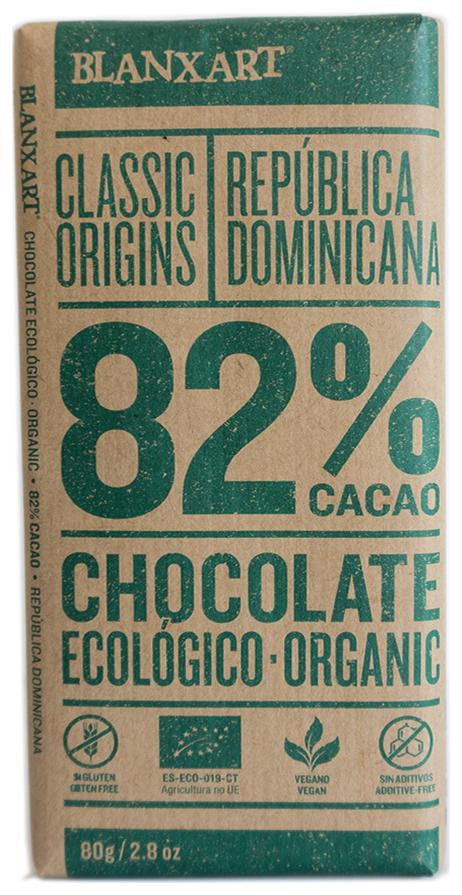 BLANXART®
CLASSIC
ORIGINS
REPÚBLICA
DOMINICANA
82%
CACAO
CHOCOLATE
ECOLÓGICO·ORGANIC
SIN GLUTEN
GLUTEN FREE
ES-ECO-019-CT
Agricultura no UE
VEGANO
VEGAN
SIN ADITIVOS
ADDITIVE-FREE
80g / 2.8 oz
BLANXART® CHOCOLATE ECOLÓGICO · ORGANIC • 82% CACAO • REPÚBLICA DOMINICANA